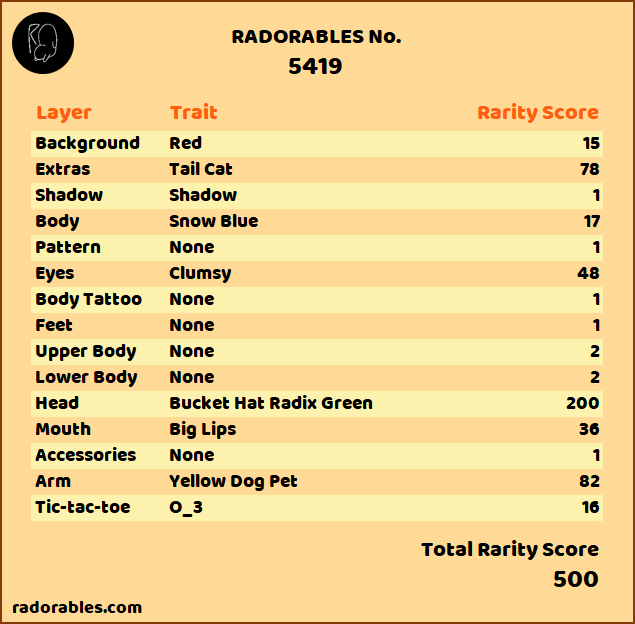 RADORABLES No.
5419
Layer Trait Rarity Score
Background Red 15
Extras Tail Cat 78
Shadow Shadow 1
Body Snow Blue 17
Pattern None 1
Eyes Clumsy 48
Body Tattoo None 1
Feet None 1
Upper Body None 2
Lower Body None 2
Head Bucket Hat Radix Green 200
Mouth Big Lips 36
Accessories None 1
Arm Yellow Dog Pet 82
Tic-tac-toe O_3 16
Total Rarity Score
500
radorables.com